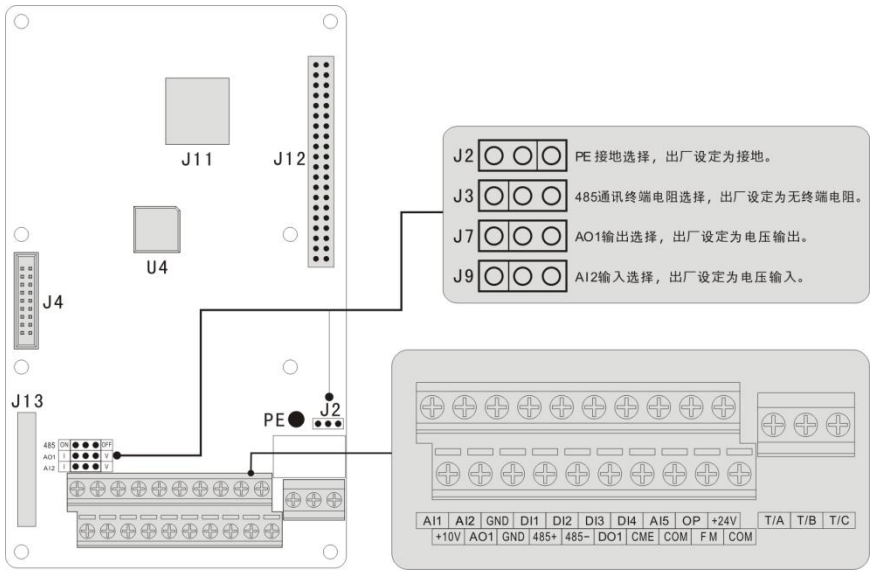 J11
J12
U4
J4
J13
PE
J2
485 ON OFF
AO1 I V
AI2 I V
J2 PE接地选择，出厂设定为接地。
J3 485通讯终端电阻选择，出厂设定为无终端电阻。
J7 AO1输出选择，出厂设定为电压输出。
J9 AI2输入选择，出厂设定为电压输入。
AI1 AI2 GND DI1 DI2 DI3 DI4 AI5 OP +24V T/A T/B T/C
+10V AO1 GND 485+ 485- DO1 CME COM FM COM